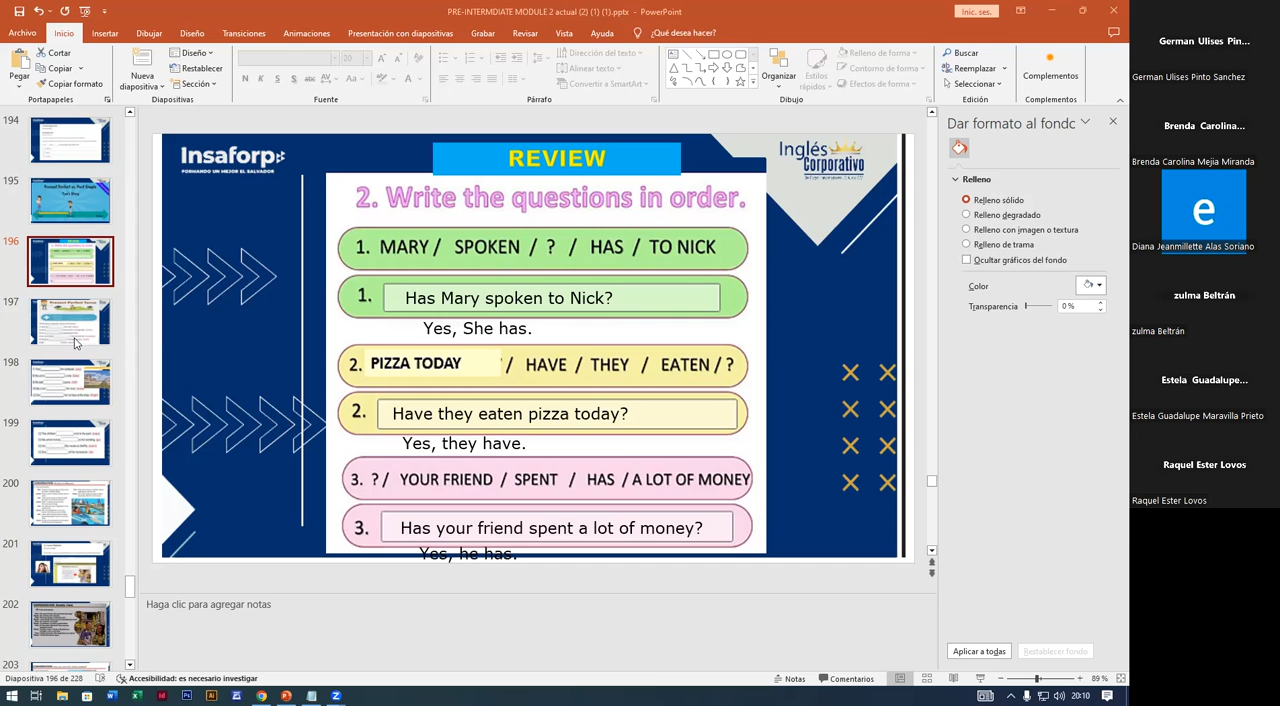 PRE-INTERMDIATE MODULE 2 actual (2) (1) (1).pptx - PowerPoint
Inic. ses.
Archivo Inicio Insertar Dibujar Diseño Transiciones Animaciones Presentación con diapositivas Grabar Revisar Vista Ayuda ¿Qué desea hacer?
Pegar
Cortar
Copiar
Copiar formato
Portapapeles
Nueva diapositiva
Diseño
Restablecer
Sección
Diapositivas
20
N K S S abc AV Aa A
Fuente
Dirección del texto
Alinear texto
Convertir a SmartArt
Párrafo
Organizar
Estilos rápidos
Relleno de forma
Contorno de forma
Efectos de forma
Dibujo
Buscar
Reemplazar
Seleccionar
Edición
Complementos
Complementos
194
195
196
197
198
199
200
201
202
203
Insaforp
FORMANDO UN MEJOR EL SALVADOR
REVIEW
Inglés
Corporativo
2. Write the questions in order.
1. MARY / SPOKEN / ? / HAS / TO NICK
1. Has Mary spoken to Nick?
Yes, She has.
2. PIZZA TODAY / HAVE / THEY / EATEN / ?
2. Have they eaten pizza today?
Yes, they have.
3. ? / YOUR FRIEND / SPENT / HAS / A LOT OF MONEY
3. Has your friend spent a lot of money?
Yes, he has.
Haga clic para agregar notas
Dar formato al fondo
Relleno
Relleno sólido
Relleno degradado
Relleno con imagen o textura
Relleno de trama
Ocultar gráficos del fondo
Color
Transparencia 0 %
Aplicar a todas
Restablecer fondo
German Ulises Pin...
German Ulises Pinto Sanchez
Brenda Carolina...
Brenda Carolina Mejia Miranda
e
Diana Jeanmillette Alas Soriano
zulma Beltrán
zulma Beltrán
Estela Guadalupe...
Estela Guadalupe Maravilla Prieto
Raquel Ester Lovos
Raquel Ester Lovos
Diapositiva 196 de 228
Accesibilidad: es necesario investigar
Notas
Comentarios
89 %
20:10